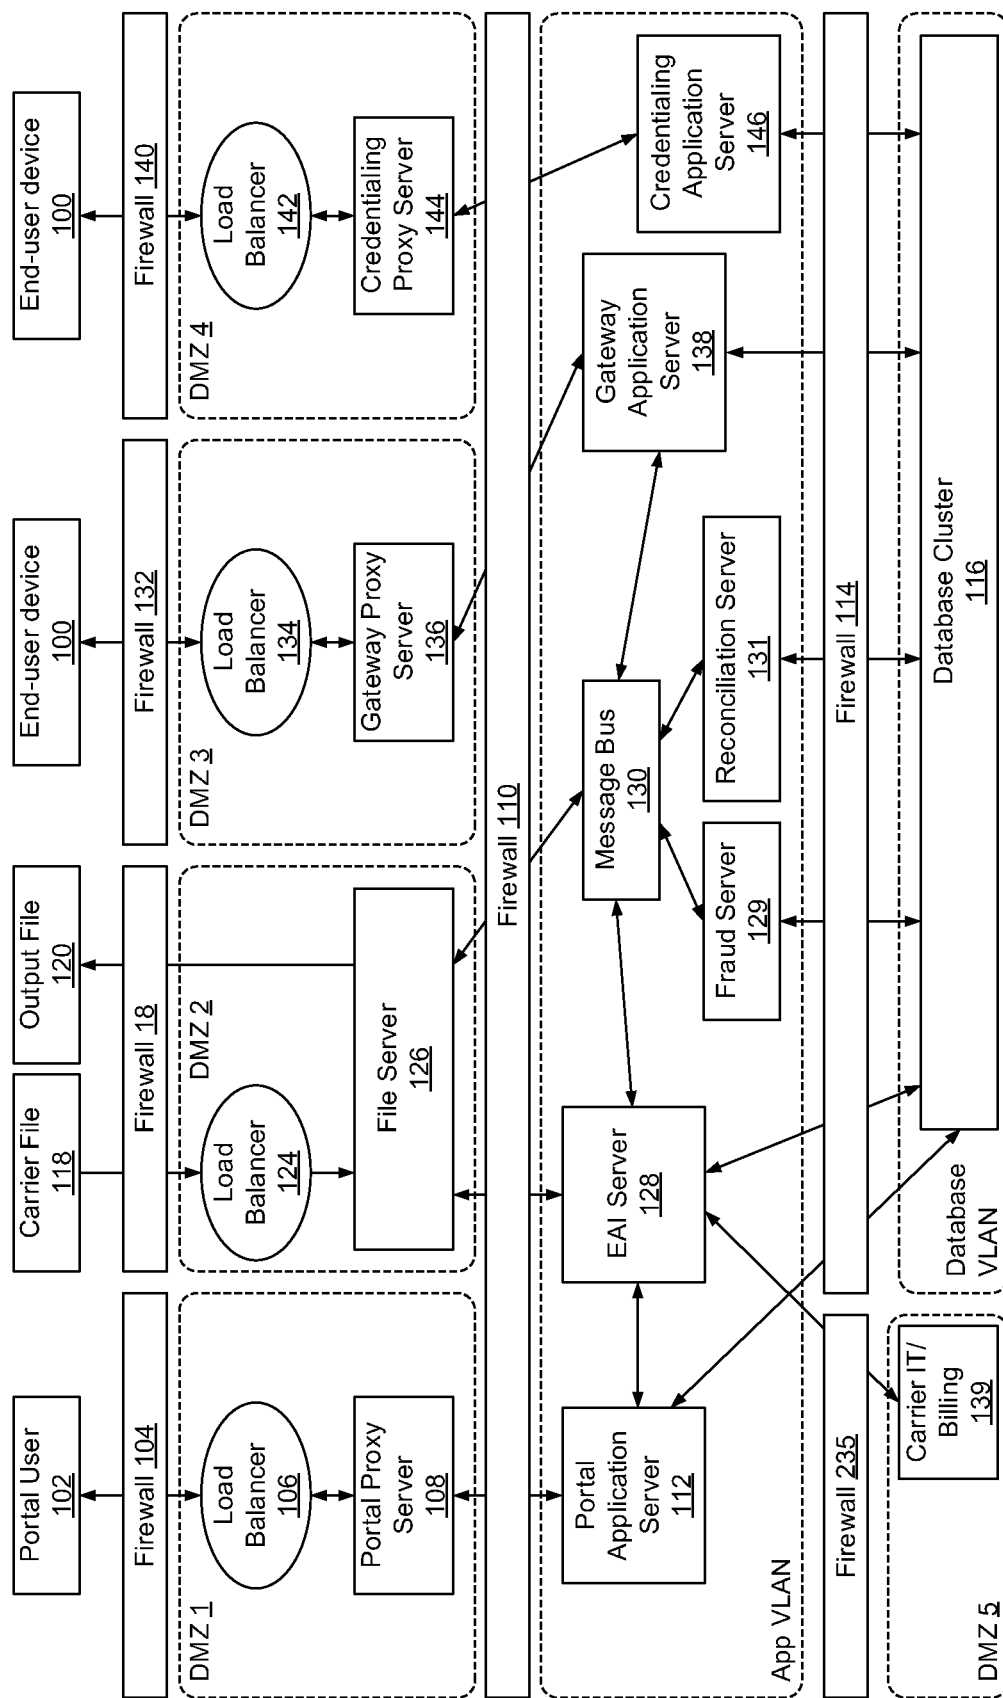 Portal User
102
Carrier File
118
Output File
120
End-user device
100
End-user device
100
Firewall 104
Firewall 18
Firewall 132
Firewall 140
DMZ 1
Load
Balancer
106
Portal Proxy
Server
108
DMZ 2
Load
Balancer
124
File Server
126
DMZ 3
Load
Balancer
134
Gateway Proxy
Server
136
DMZ 4
Load
Balancer
142
Credentialing
Proxy Server
144
Firewall 110
App VLAN
Portal
Application
Server
112
EAI Server
128
Message Bus
130
Fraud Server
129
Reconciliation Server
131
Gateway
Application
Server
138
Credentialing
Application
Server
146
Firewall 235
Firewall 114
DMZ 5
Carrier IT/
Billing
139
Database
VLAN
Database Cluster
116